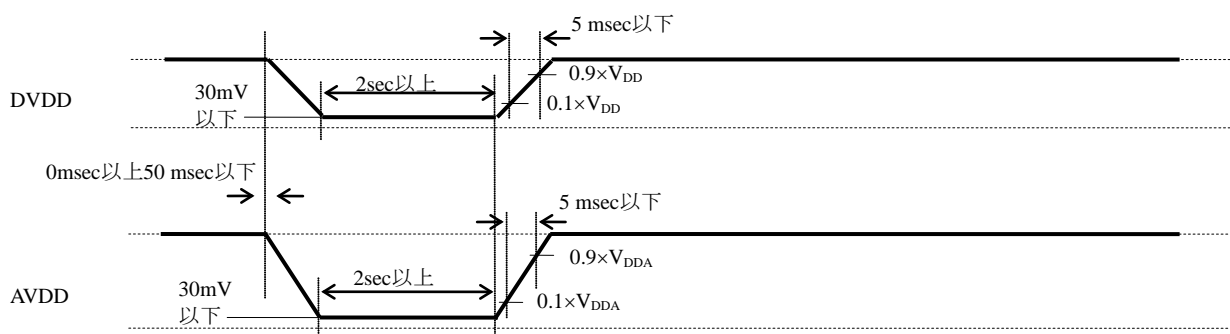 5 msec以下
DVDD
30mV
以下
2sec以上
0.9×VDD
0.1×VDD
0msec以上50 msec以下
5 msec以下
AVDD
30mV
以下
2sec以上
0.9×VDDA
0.1×VDDA